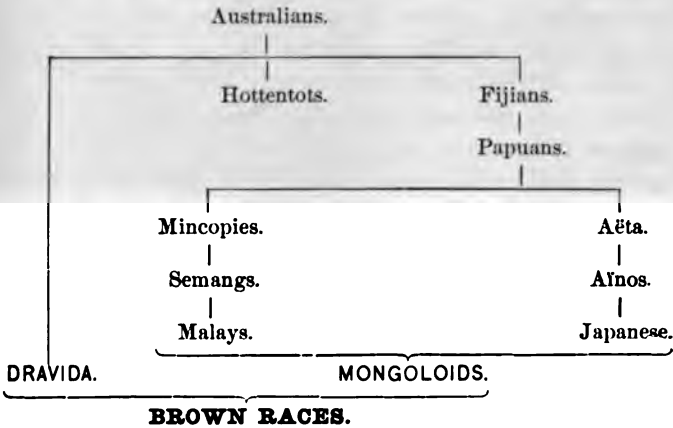 Australians.
Hottentots. Fijians.
Papuans.
Mincopies. Aëta.
Semangs. Aïnos.
Malays. Japanese.
DRAVIDA. MONGOLOIDS.
BROWN RACES.